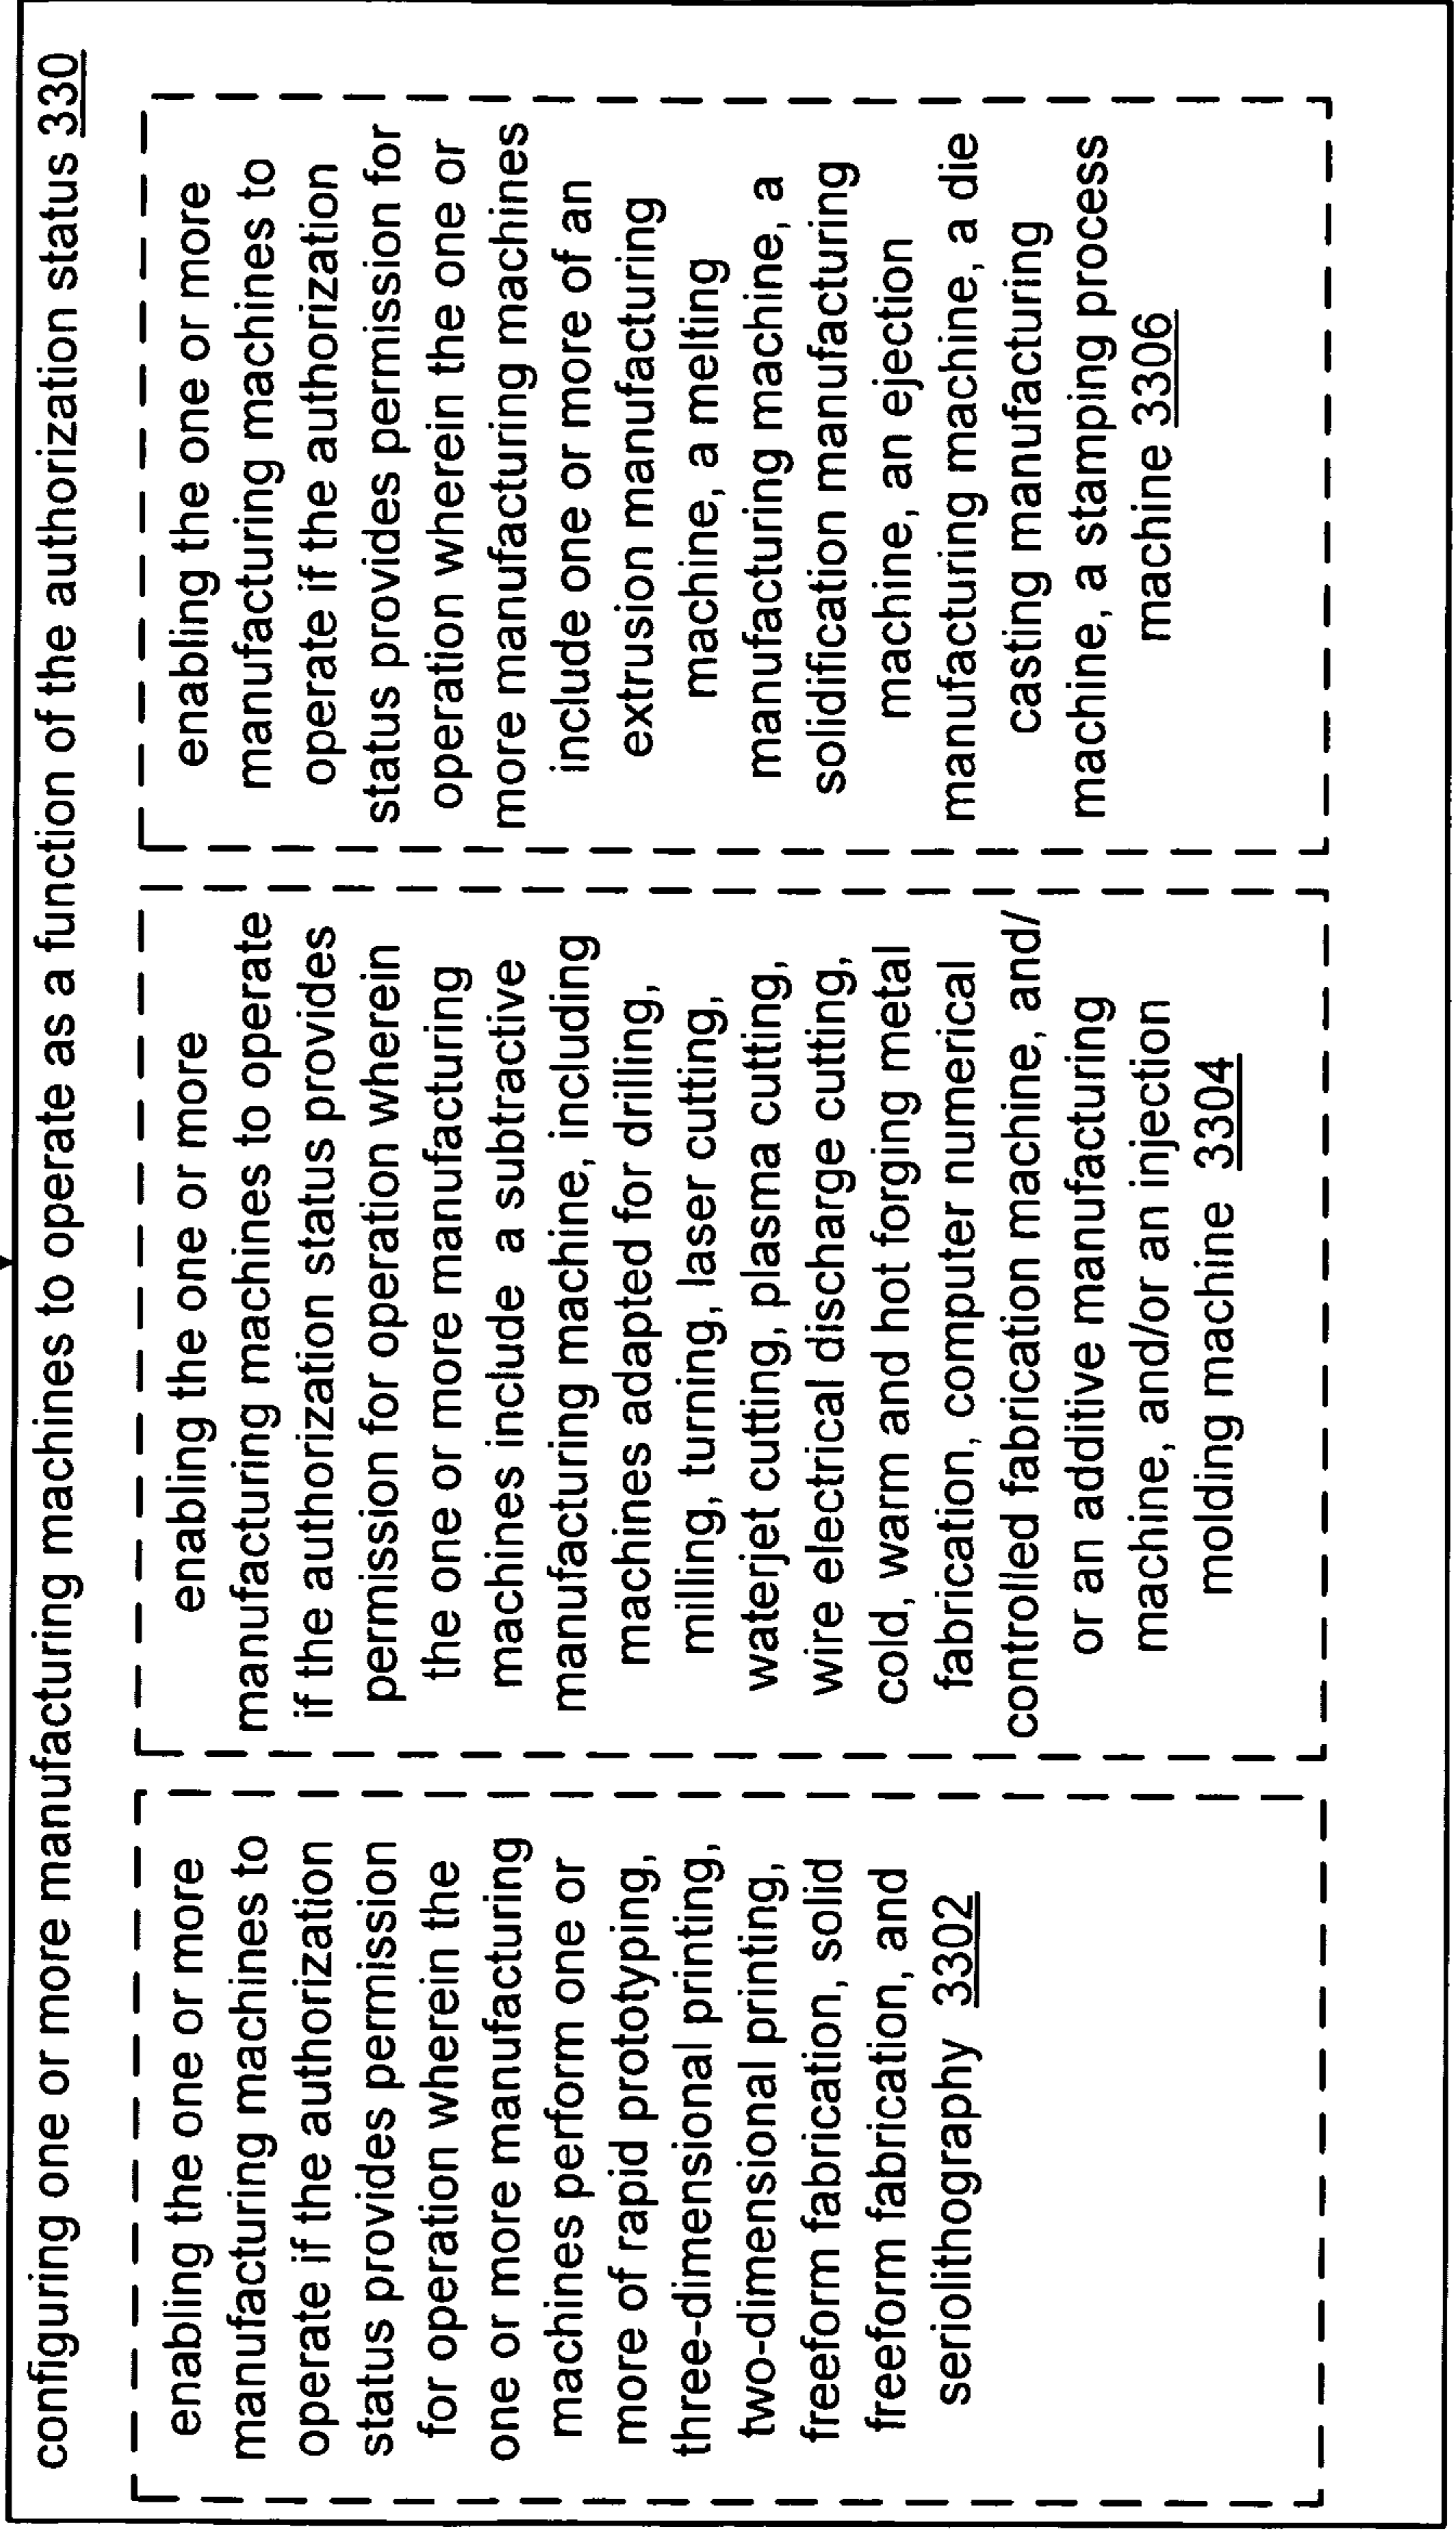 configuring one or more manufacturing machines to operate as a function of the authorization status 330
enabling the one or more
manufacturing machines to
operate if the authorization
status provides permission
for operation wherein the
one or more manufacturing
machines perform one or
more of rapid prototyping,
three-dimensional printing,
two-dimensional printing,
freeform fabrication, solid
freeform fabrication, and
seriolithography 3302
enabling the one or more
manufacturing machines to operate
if the authorization status provides
permission for operation wherein
the one or more manufacturing
machines include a subtractive
manufacturing machine, including
machines adapted for drilling,
milling, turning, laser cutting,
waterjet cutting, plasma cutting,
wire electrical discharge cutting,
cold, warm and hot forging metal
fabrication, computer numerical
controlled fabrication machine, and/
or an additive manufacturing
machine, and/or an injection
molding machine 3304
enabling the one or more
manufacturing machines to
operate if the authorization
status provides permission for
operation wherein the one or
more manufacturing machines
include one or more of an
extrusion manufacturing
machine, a melting
manufacturing machine, a
solidification manufacturing
machine, an ejection
manufacturing machine, a die
casting manufacturing
machine, a stamping process
machine 3306